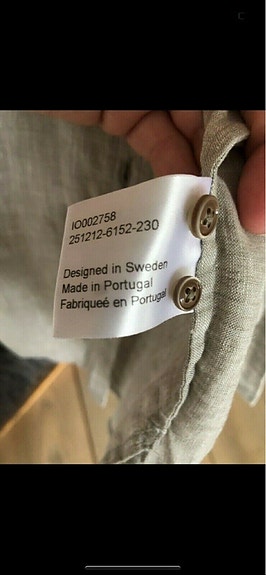 IO002758
251212-6152-230
Designed in Sweden
Made in Portugal
Fabriqueé en Portugal